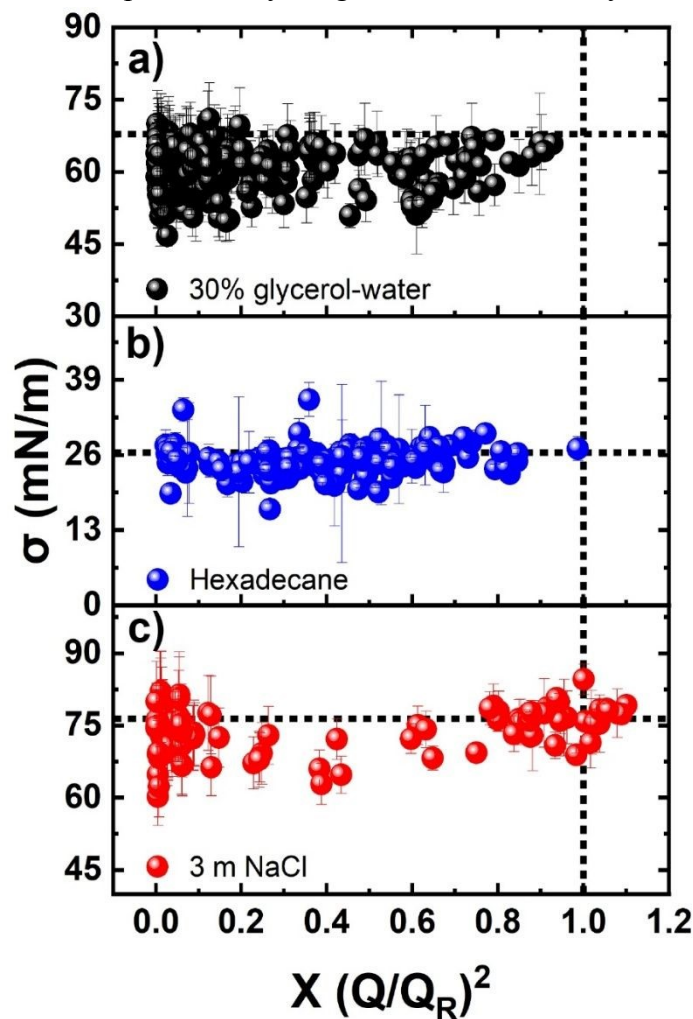 90
a)
75
60
45
30% glycerol-water
30
b)
39
26
13
Hexadecane
0
σ (mN/m)
c)
90
75
60
45
3 m NaCl
0.0 0.2 0.4 0.6 0.8 1.0 1.2
X (Q/Q_R)²